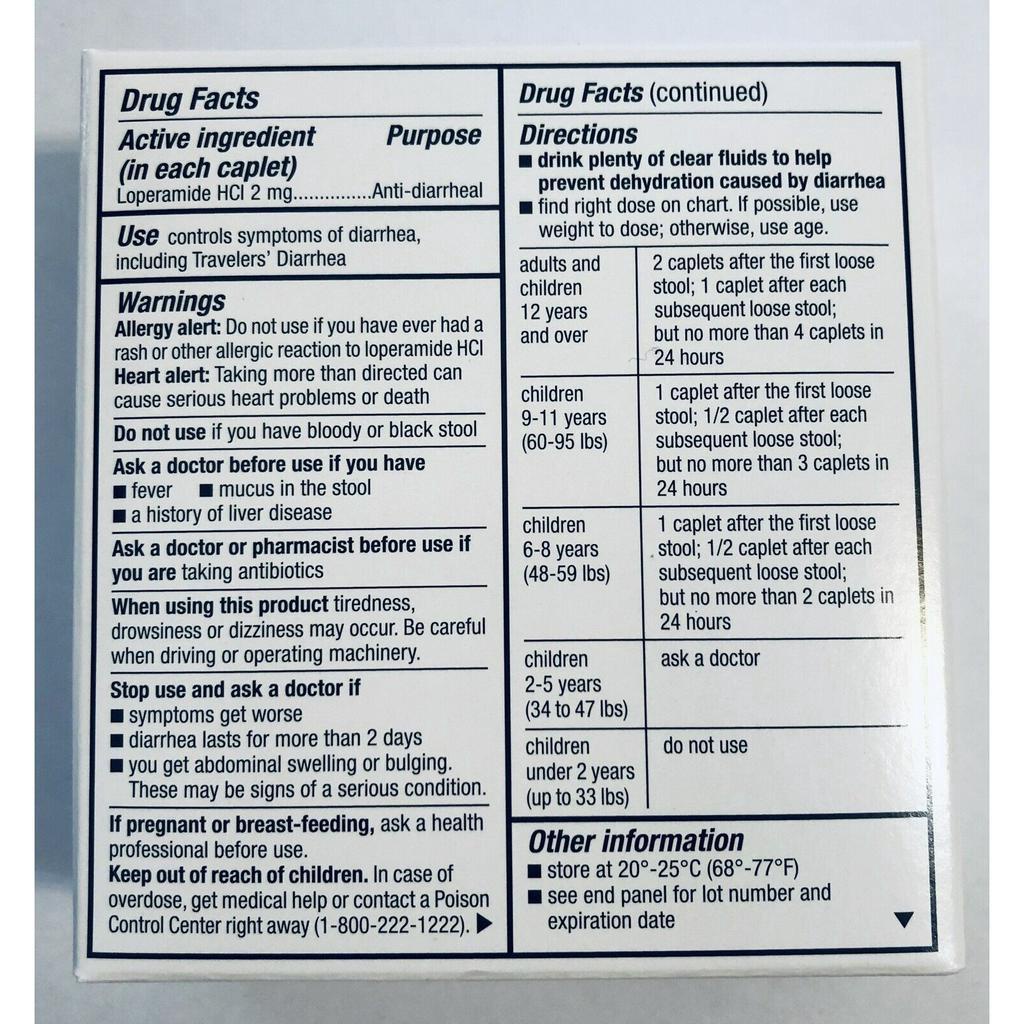 Drug Facts
Active ingredient Purpose
(in each caplet)
Loperamide HCl 2 mg...............Anti-diarrheal
Use controls symptoms of diarrhea,
including Travelers' Diarrhea
Warnings
Allergy alert: Do not use if you have ever had a
rash or other allergic reaction to loperamide HCl
Heart alert: Taking more than directed can
cause serious heart problems or death
Do not use if you have bloody or black stool
Ask a doctor before use if you have
■ fever ■ mucus in the stool
■ a history of liver disease
Ask a doctor or pharmacist before use if
you are taking antibiotics
When using this product tiredness,
drowsiness or dizziness may occur. Be careful
when driving or operating machinery.
Stop use and ask a doctor if
■ symptoms get worse
■ diarrhea lasts for more than 2 days
■ you get abdominal swelling or bulging.
These may be signs of a serious condition.
If pregnant or breast-feeding, ask a health
professional before use.
Keep out of reach of children. In case of
overdose, get medical help or contact a Poison
Control Center right away (1-800-222-1222). ▶
Drug Facts (continued)
Directions
■ drink plenty of clear fluids to help
prevent dehydration caused by diarrhea
■ find right dose on chart. If possible, use
weight to dose; otherwise, use age.
adults and
children
12 years
and over
2 caplets after the first loose
stool; 1 caplet after each
subsequent loose stool;
but no more than 4 caplets in
24 hours
children
9-11 years
(60-95 lbs)
1 caplet after the first loose
stool; 1/2 caplet after each
subsequent loose stool;
but no more than 3 caplets in
24 hours
children
6-8 years
(48-59 lbs)
1 caplet after the first loose
stool; 1/2 caplet after each
subsequent loose stool;
but no more than 2 caplets in
24 hours
children
2-5 years
(34 to 47 lbs)
ask a doctor
children
under 2 years
(up to 33 lbs)
do not use
Other information
■ store at 20°-25°C (68°-77°F)
■ see end panel for lot number and
expiration date ▼